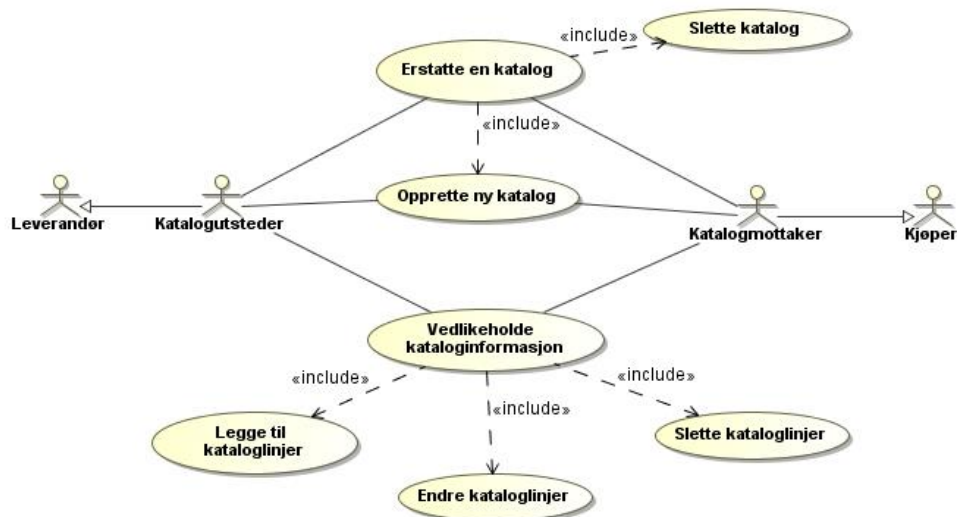 Slette katalog
«include»
Erstatte en katalog
«include»
Opprette ny katalog
Leverandør
Katalogutsteder
Katalogmottaker
Kjøper
Vedlikeholde
kataloginformasjon
«include»
«include»
«include»
Legge til
kataloglinjer
Slette kataloglinjer
Endre kataloglinjer